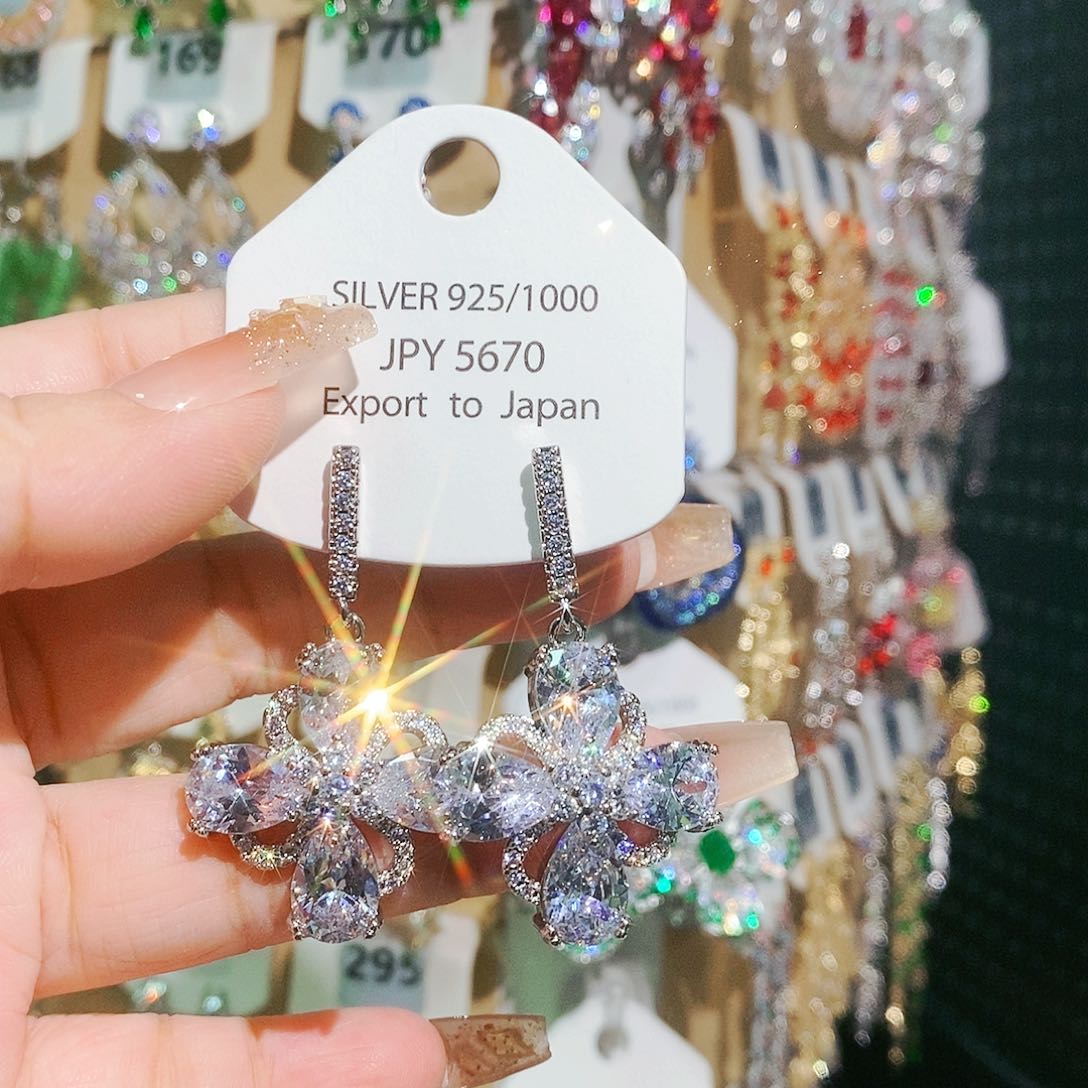 169
170
SILVER 925/1000
JPY 5670
Export to Japan
295